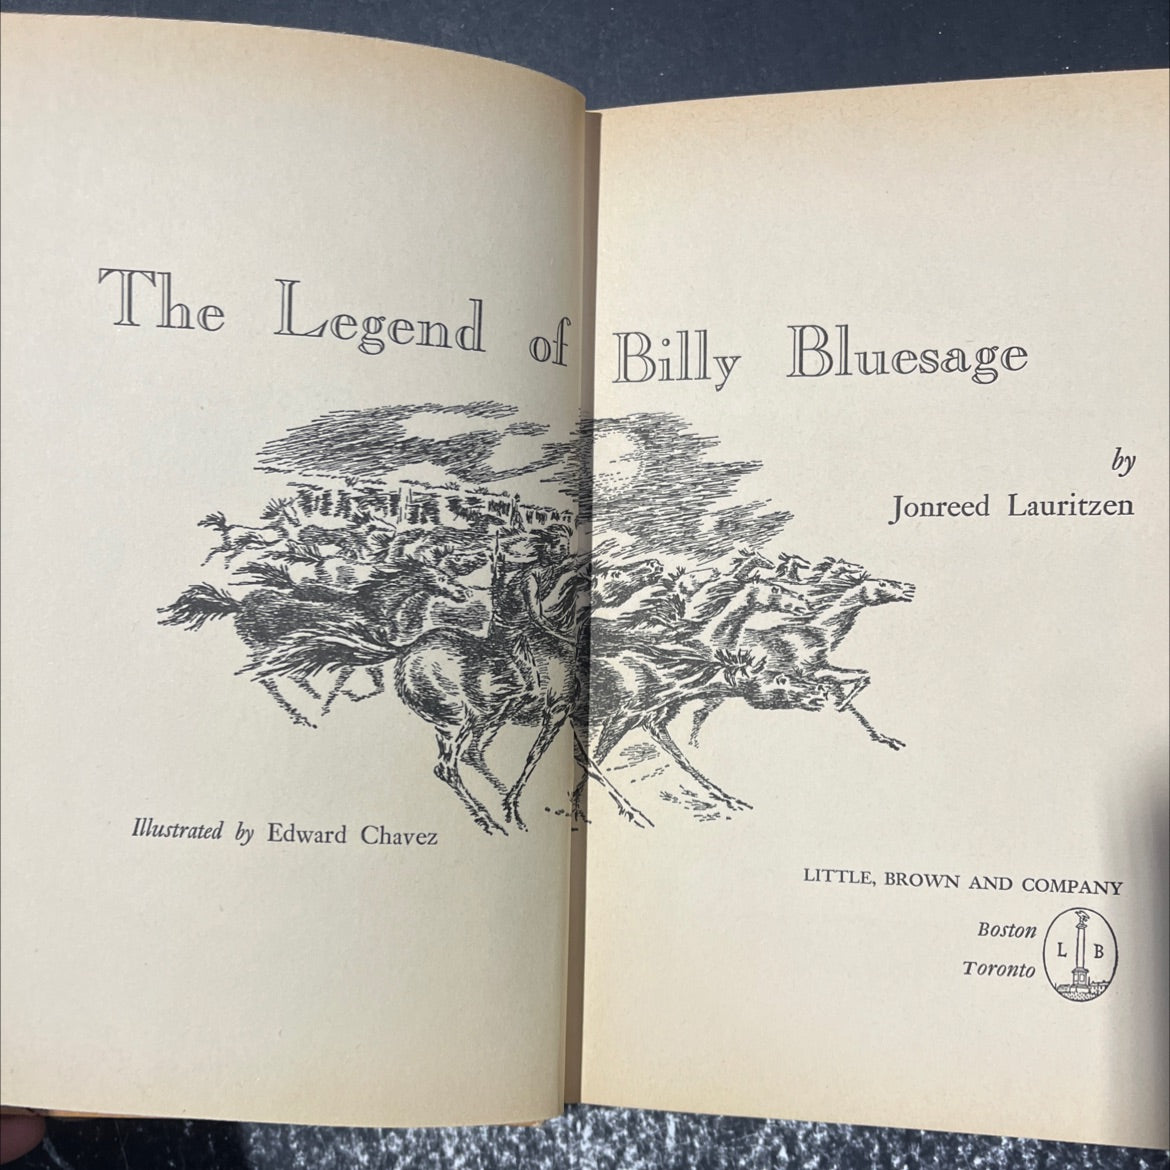 The Legend of Billy Bluesage
by
Jonreed Lauritzen
Illustrated by Edward Chavez
LITTLE, BROWN AND COMPANY
Boston
Toronto
L B